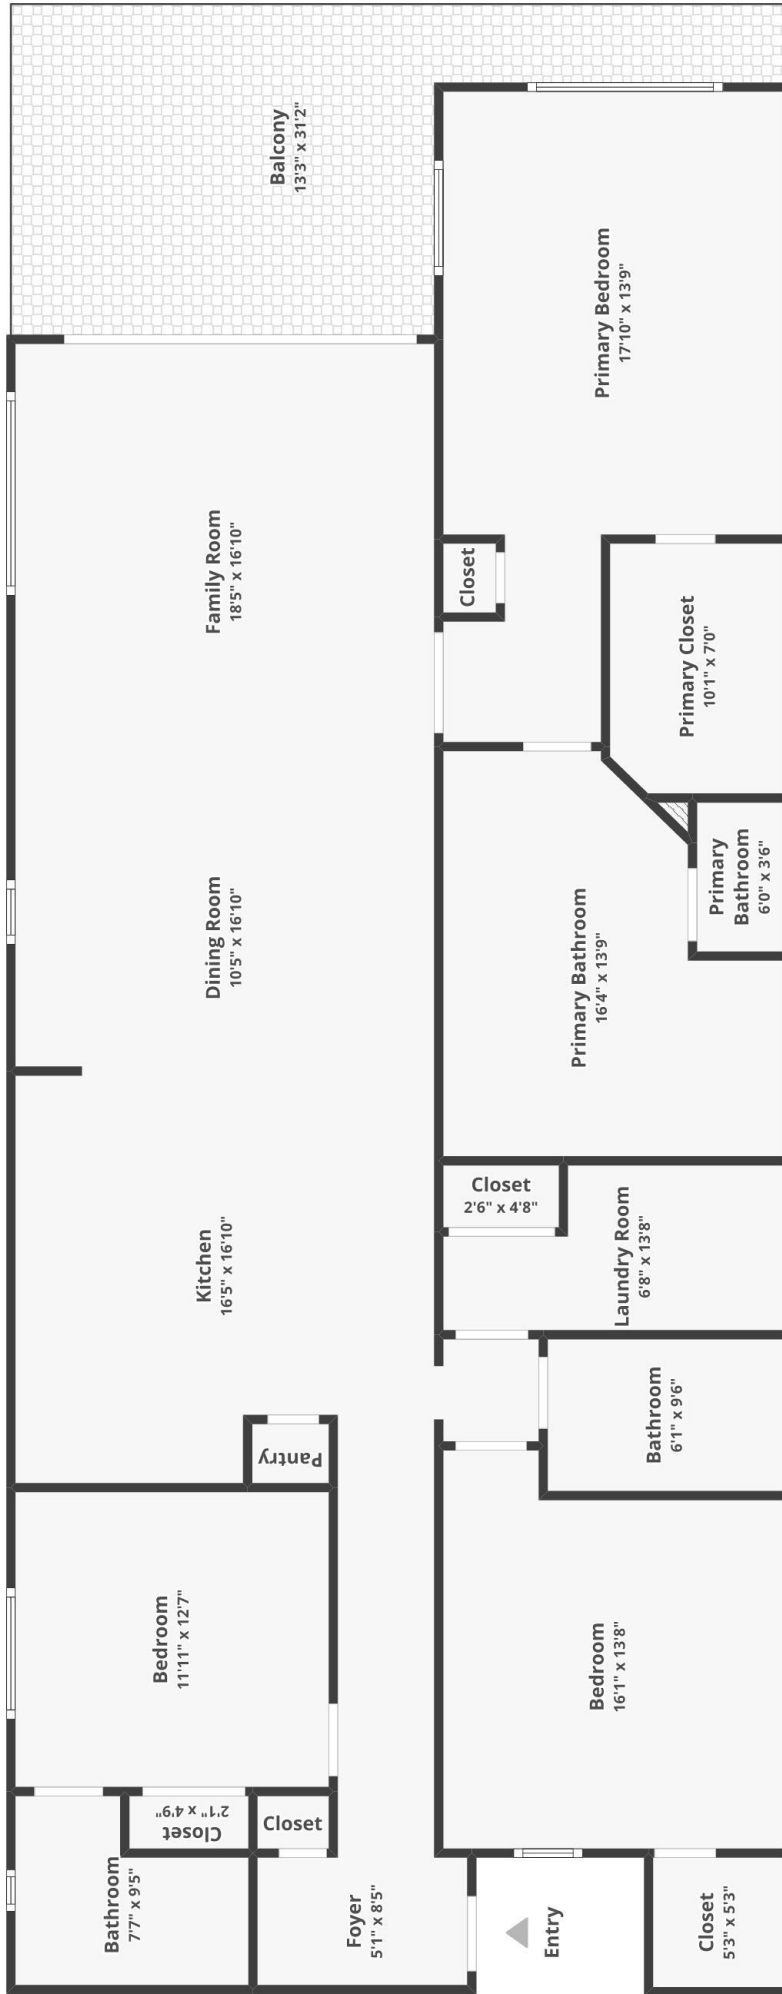 Balcony
13'3" x 31'2"
Primary Bedroom
17'10" x 13'9"
Family Room
18'5" x 16'10"
Closet
Primary Closet
10'1" x 7'0"
Primary
Bathroom
6'0" x 3'6"
Dining Room
10'5" x 16'10"
Primary Bathroom
16'4" x 13'9"
Closet
2'6" x 4'8"
Laundry Room
6'8" x 13'8"
Kitchen
16'5" x 16'10"
Bathroom
6'1" x 9'6"
Pantry
Bedroom
11'11" x 12'7"
Bedroom
16'1" x 13'8"
Closet
2'1" x 4'9"
Closet
Bathroom
7'7" x 9'5"
Foyer
5'1" x 8'5"
Entry
Closet
5'3" x 5'3"